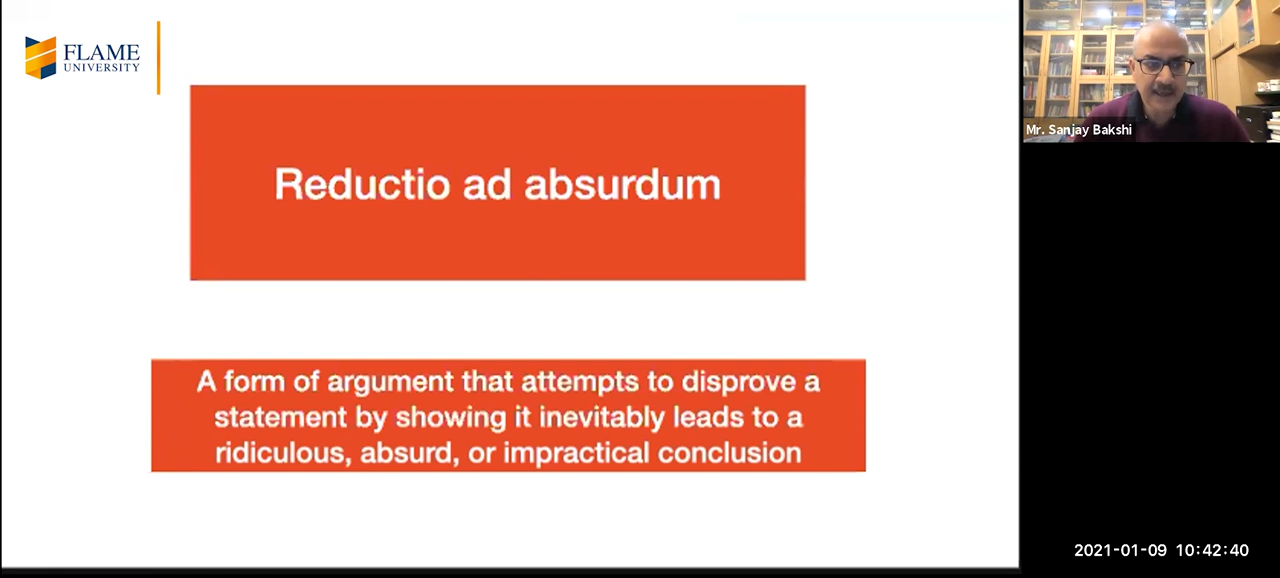 FLAME
UNIVERSITY
Reductio ad absurdum
A form of argument that attempts to disprove a
statement by showing it inevitably leads to a
ridiculous, absurd, or impractical conclusion
Mr. Sanjay Bakshi
2021-01-09 10:42:40